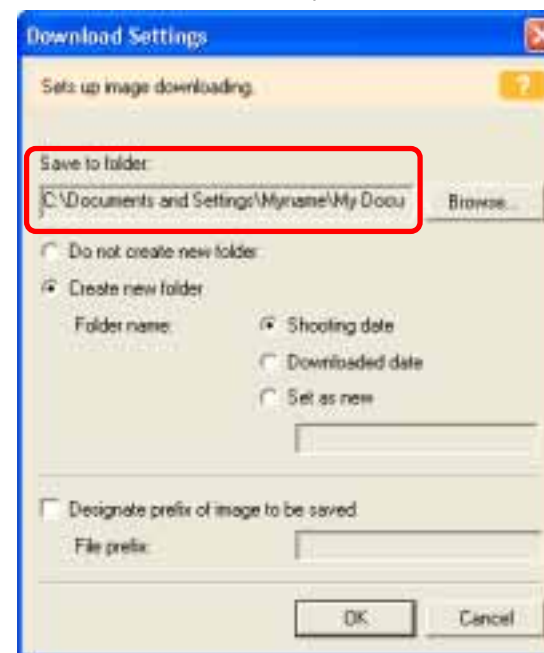 Download Settings
Sets up image downloading.
?
Save to folder:
C:\Documents and Settings\Myname\My Docu
Browse...
Do not create new folder
Create new folder
Folder name:
Shooting date
Downloaded date
Set as new
Designate prefix of image to be saved
File prefix:
OK
Cancel